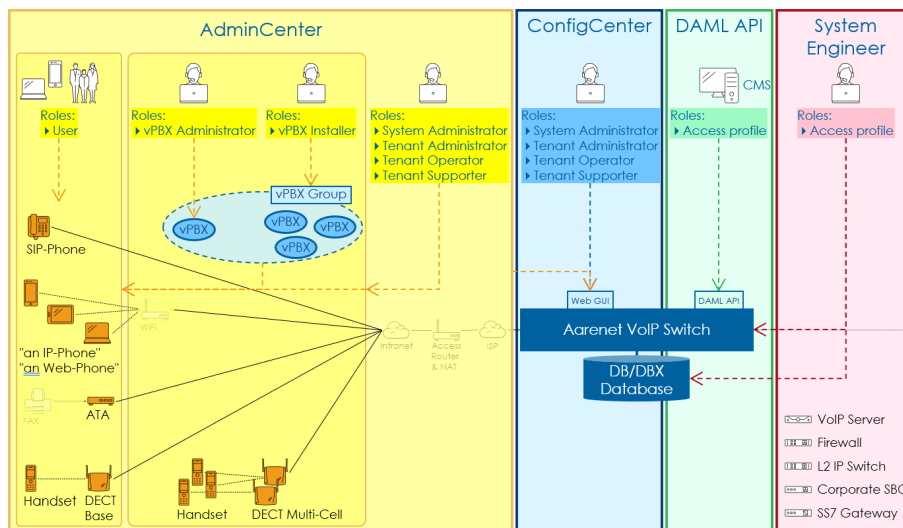 AdminCenter
ConfigCenter
DAML API
System
Engineer
CMS
Roles:
User
Roles:
vPBX Administrator
Roles:
vPBX Installer
Roles:
System Administrator
Tenant Administrator
Tenant Operator
Tenant Supporter
Roles:
System Administrator
Tenant Administrator
Tenant Operator
Tenant Supporter
Roles:
Access profile
Roles:
Access profile
vPBX Group
vPBX
vPBX
vPBX
vPBX
SIP-Phone
WiFi
"an IP-Phone"
"an Web-Phone"
Intranet
Access
Router
& NAT
ISP
Web GUI
DAML API
Aarenet VoIP Switch
DB/DBX
Database
FAX
ATA
Handset
DECT
Base
Handset
DECT Multi-Cell
VoIP Server
Firewall
L2 IP Switch
Corporate SBC
SS7 Gateway